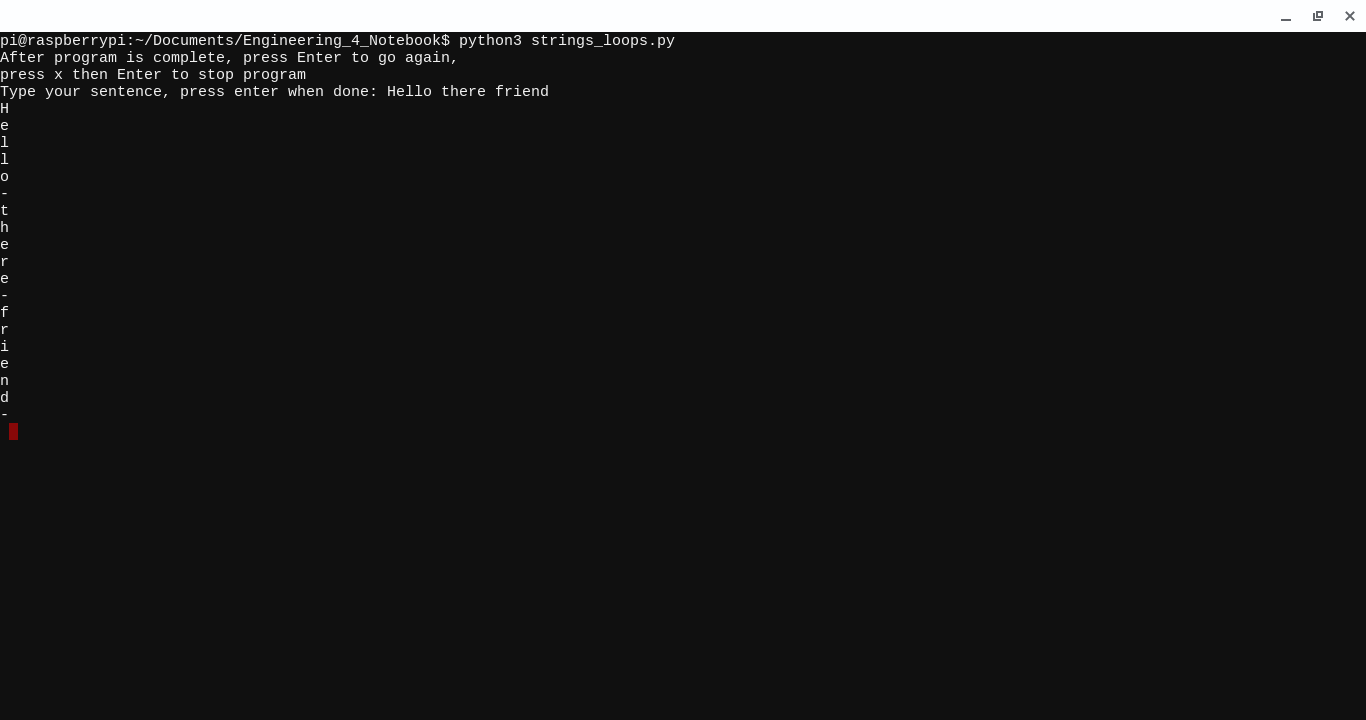 pi@raspberrypi:~/Documents/Engineering_4_Notebook$ python3 strings_loops.py
After program is complete, press Enter to go again,
press x then Enter to stop program
Type your sentence, press enter when done: Hello there friend
H
e
l
l
o
-
t
h
e
r
e
-
f
r
i
e
n
d
-